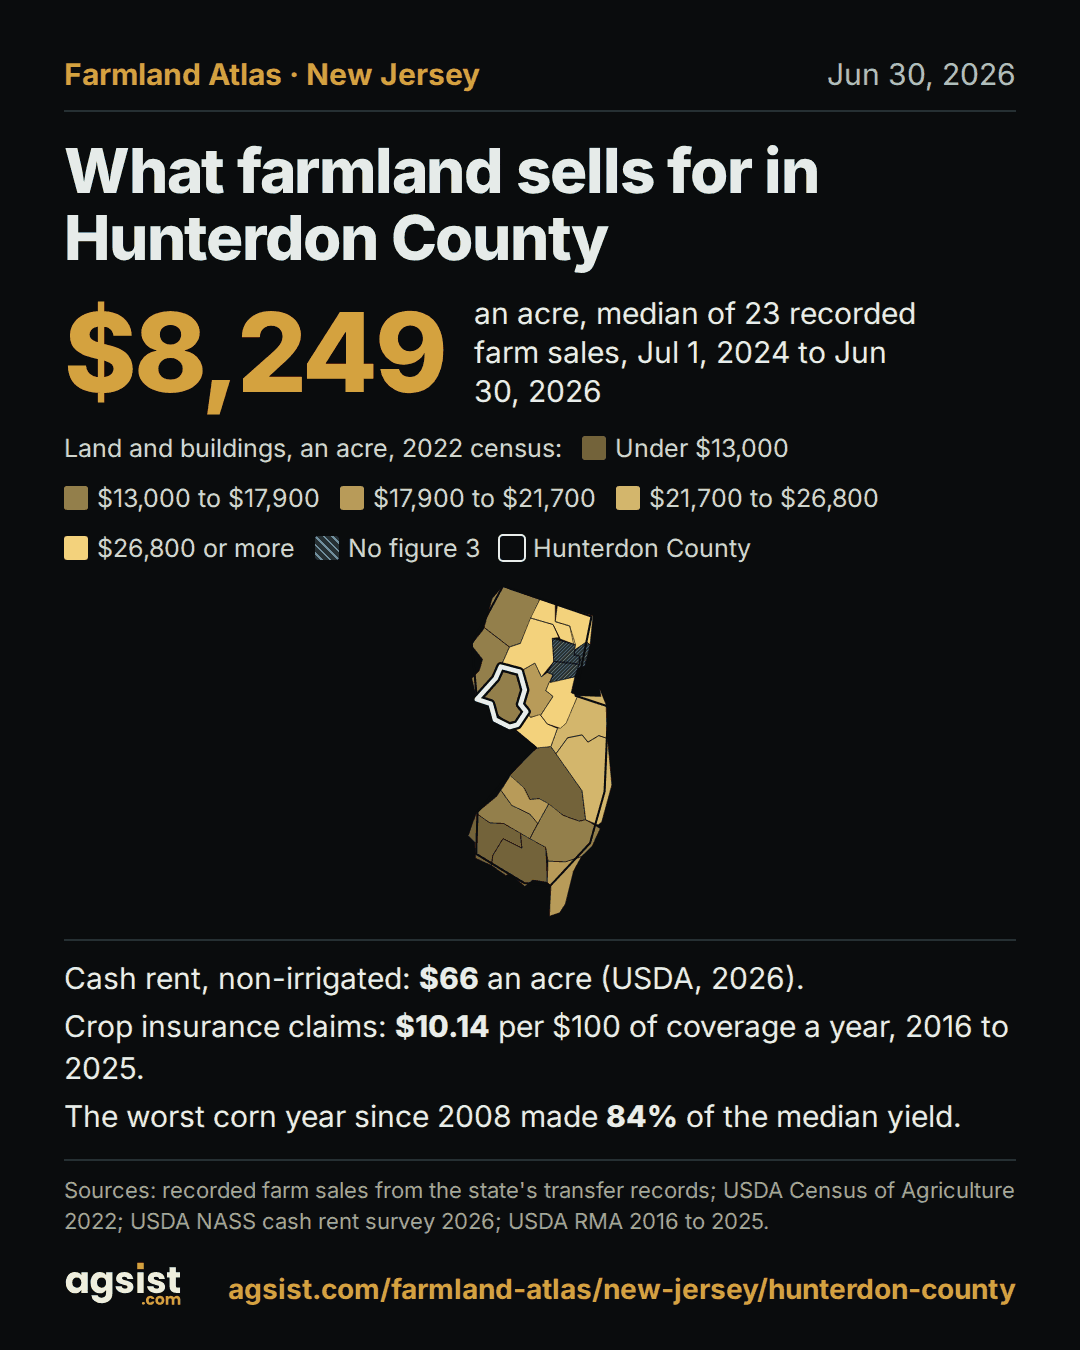 Farmland Atlas · New Jersey
Jun 30, 2026
What farmland sells for in
Hunterdon County
$8,249
an acre, median of 23 recorded
farm sales, Jul 1, 2024 to Jun
30, 2026
Land and buildings, an acre, 2022 census: Under $13,000
$13,000 to $17,900 $17,900 to $21,700 $21,700 to $26,800
$26,800 or more No figure 3 Hunterdon County
Cash rent, non-irrigated: $66 an acre (USDA, 2026).
Crop insurance claims: $10.14 per $100 of coverage a year, 2016 to
2025.
The worst corn year since 2008 made 84% of the median yield.
Sources: recorded farm sales from the state's transfer records; USDA Census of Agriculture
2022; USDA NASS cash rent survey 2026; USDA RMA 2016 to 2025.
agsist
.com
agsist.com/farmland-atlas/new-jersey/hunterdon-county